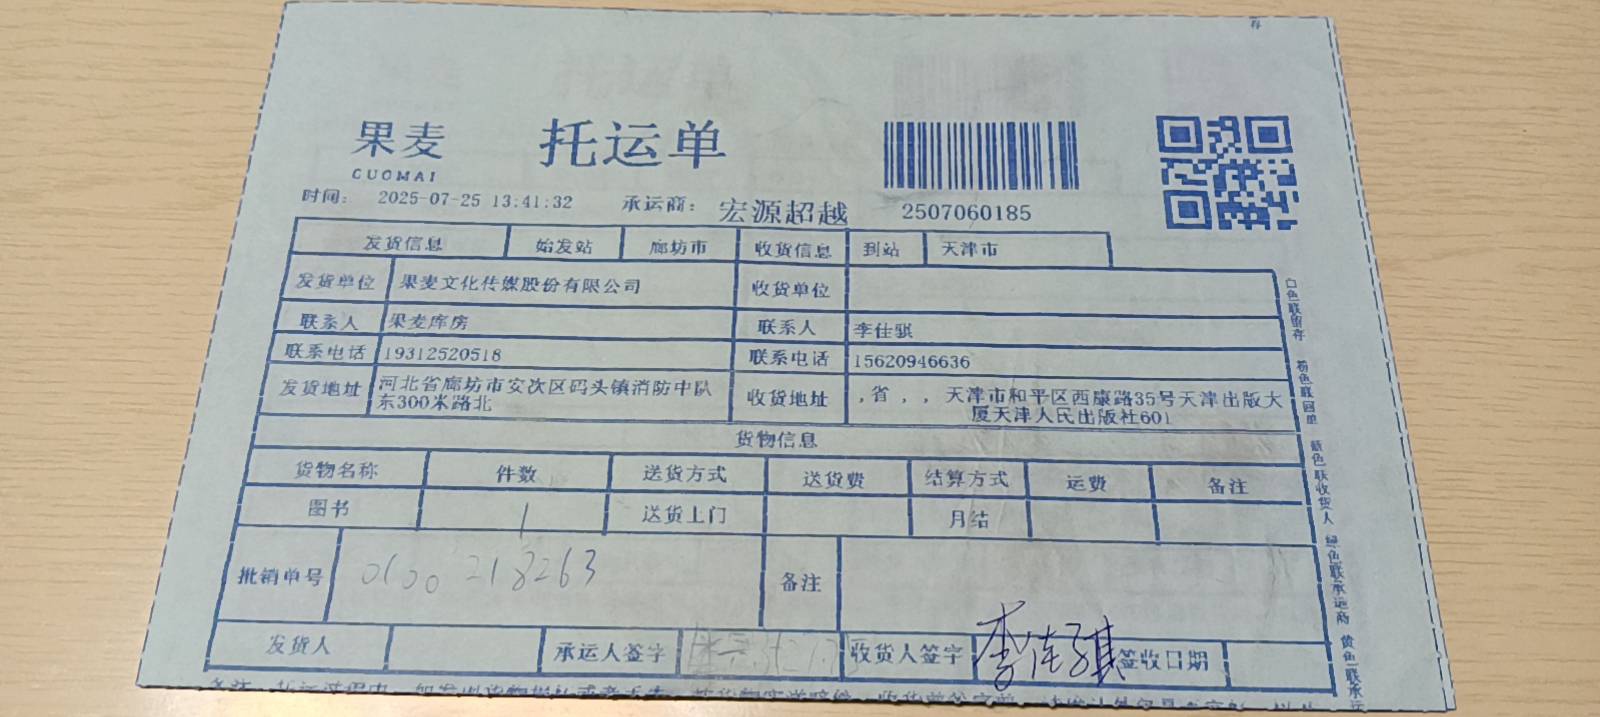 存
果麦 托运单
GUOMAI
时间： 2025-07-25 13:41:32 承运商： 宏源超越 2507060185
发货信息 始发站 廊坊市 收货信息 到站 天津市
发货单位 果麦文化传媒股份有限公司 收货单位
联系人 果麦库房 联系人 李佳骐
联系电话 19312520518 联系电话 15620946636
发货地址 河北省廊坊市安次区码头镇消防中队 收货地址 ，省，，天津市和平区西康路35号天津出版大
东300米路北 厦天津人民出版社601
货物信息
货物名称 件数 送货方式 送货费 结算方式 运费 备注
图书 1 送货上门 月结
批销单号 0100218263 备注
发货人 承运人签字 收货人签字 李佳骐 签收日期
白色联留存 粉色联回单 蓝色联收货人 绿色联承运商 黄色联承运